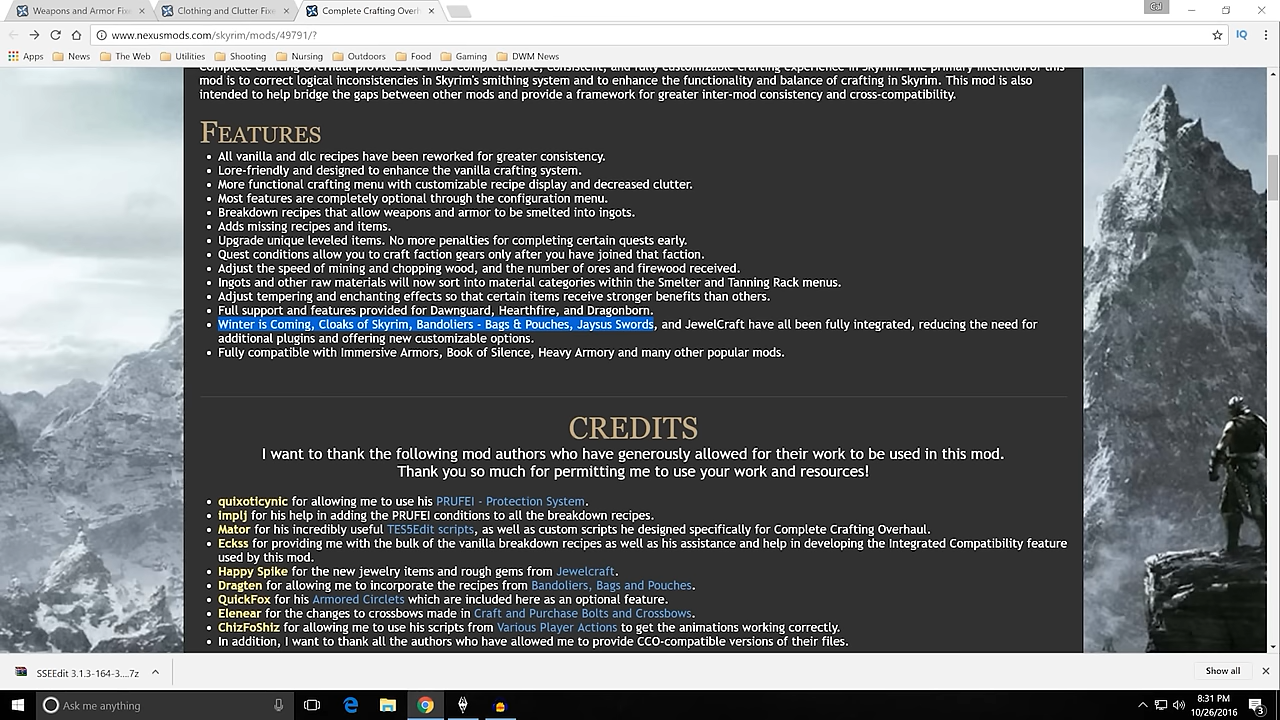 Weapons and Armor Fix
Clothing and Clutter Fixe
Complete Crafting Over
www.nexusmods.com/skyrim/mods/49791/?
Apps
News
The Web
Utilities
Shooting
Nursing
Outdoors
Food
Gaming
DWM News
mod is to correct logical inconsistencies in Skyrim's smithing system and to enhance the functionality and balance of crafting in Skyrim. This mod is also
intended to help bridge the gaps between other mods and provide a framework for greater inter-mod consistency and cross-compatibility.
FEATURES
• All vanilla and dlc recipes have been reworked for greater consistency.
• Lore-friendly and designed to enhance the vanilla crafting system.
• More functional crafting menu with customizable recipe display and decreased clutter.
• Most features are completely optional through the configuration menu.
• Breakdown recipes that allow weapons and armor to be smelted into ingots.
• Adds missing recipes and items.
• Upgrade unique leveled items. No more penalties for completing certain quests early.
• Quest conditions allow you to craft faction gears only after you have joined that faction.
• Adjust the speed of mining and chopping wood, and the number of ores and firewood received.
• Ingots and other raw materials will now sort into material categories within the Smelter and Tanning Rack menus.
• Adjust tempering and enchanting effects so that certain items receive stronger benefits than others.
• Full support and features provided for Dawnguard, Hearthfire, and Dragonborn.
• Winter is Coming, Cloaks of Skyrim, Bandoliers - Bags & Pouches, Jaysus Swords, and JewelCraft have all been fully integrated, reducing the need for
additional plugins and offering new customizable options.
• Fully compatible with Immersive Armors, Book of Silence, Heavy Armory and many other popular mods.
CREDITS
I want to thank the following mod authors who have generously allowed for their work to be used in this mod.
Thank you so much for permitting me to use your work and resources!
• quixoticynic for allowing me to use his PRUFEI - Protection System.
• impij for his help in adding the PRUFEI conditions to all the breakdown recipes.
• Mator for his incredibly useful TES5Edit scripts, as well as custom scripts he designed specifically for Complete Crafting Overhaul.
• Eckss for providing me with the bulk of the vanilla breakdown recipes as well as his assistance and help in developing the Integrated Compatibility feature
used by this mod.
• Happy Spike for the new jewelry items and rough gems from Jewelcraft.
• Dragten for allowing me to incorporate the recipes from Bandoliers, Bags and Pouches.
• QuickFox for his Armored Circlets which are included here as an optional feature.
• Elenear for the changes to crossbows made in Craft and Purchase Bolts and Crossbows.
• ChizFoShiz for allowing me to use his scripts from Various Player Actions to get the animations working correctly.
• In addition, I want to thank all the authors who have allowed me to provide CCO-compatible versions of their files.
SSEEdit 3.1.3-164-3....7z
Show all
Ask me anything
8:31 PM
10/26/2016